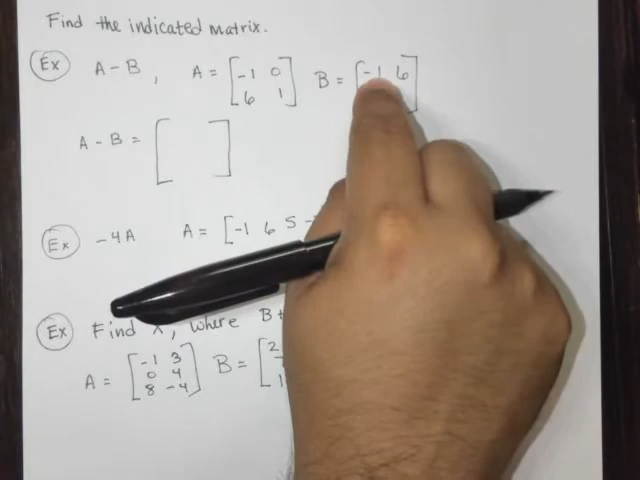 Find the indicated matrix.
Ex A-B, A = [-1 0 B = [-1 6]
6 1]
A-B = [ ]
Ex -4A A = [-1 6 5 -
Ex Find X, where B+
A = [-1 3 B = [2
0 4
8 -4] 1